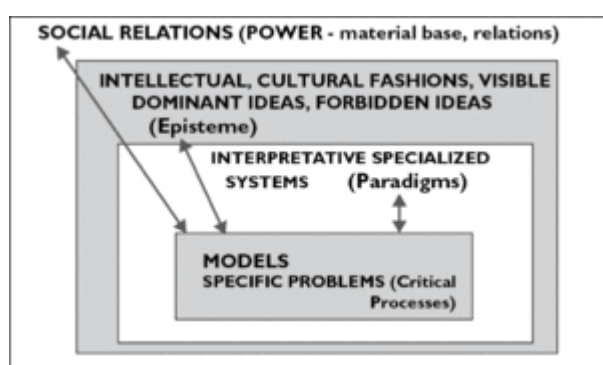 SOCIAL RELATIONS (POWER - material base, relations)
INTELLECTUAL, CULTURAL FASHIONS, VISIBLE
DOMINANT IDEAS, FORBIDDEN IDEAS
(Episteme)
INTERPRETATIVE SPECIALIZED
SYSTEMS (Paradigms)
MODELS
SPECIFIC PROBLEMS (Critical
Processes)